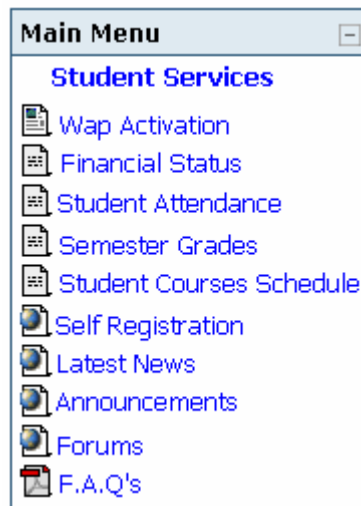 Main Menu
Student Services
Wap Activation
Financial Status
Student Attendance
Semester Grades
Student Courses Schedule
Self Registration
Latest News
Announcements
Forums
F.A.Q's